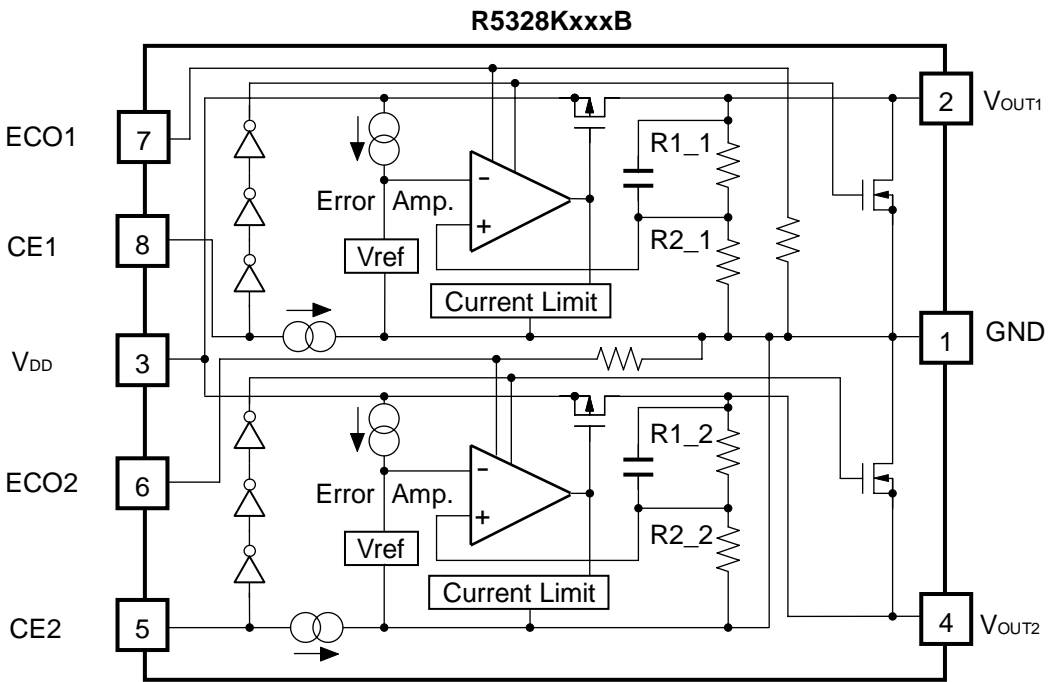 R5328KxxxB
ECO1
7
2
VOUT1
R1_1
−
Error Amp.
+
CE1
8
Vref
R2_1
Current Limit
VDD
3
1
GND
R1_2
ECO2
6
−
Error Amp.
+
Vref
R2_2
Current Limit
CE2
5
4
VOUT2